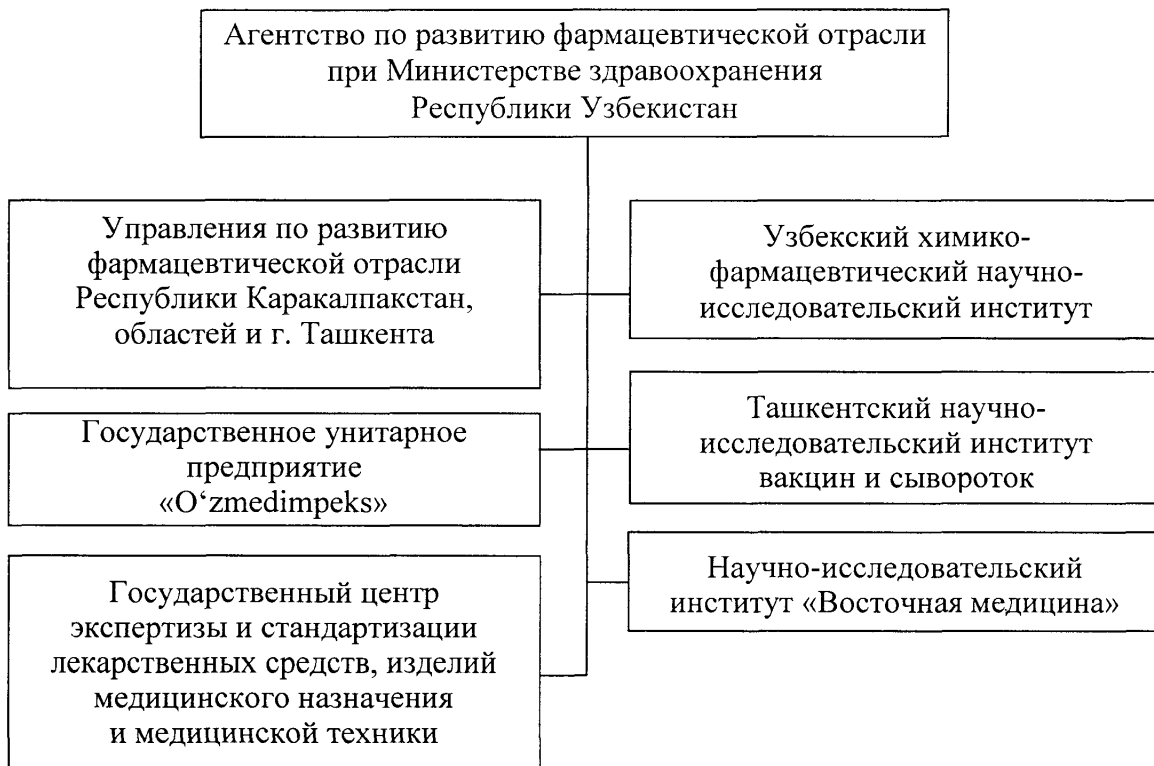 Агентство по развитию фармацевтической отрасли
при Министерстве здравоохранения
Республики Узбекистан
Управления по развитию
фармацевтической отрасли
Республики Каракалпакстан,
областей и г. Ташкента
Государственное унитарное
предприятие
«O‘zmedimpeks»
Государственный центр
экспертизы и стандартизации
лекарственных средств, изделий
медицинского назначения
и медицинской техники
Узбекский химико-
фармацевтический научно-
исследовательский институт
Ташкентский научно-
исследовательский институт
вакцин и сывороток
Научно-исследовательский
институт «Восточная медицина»